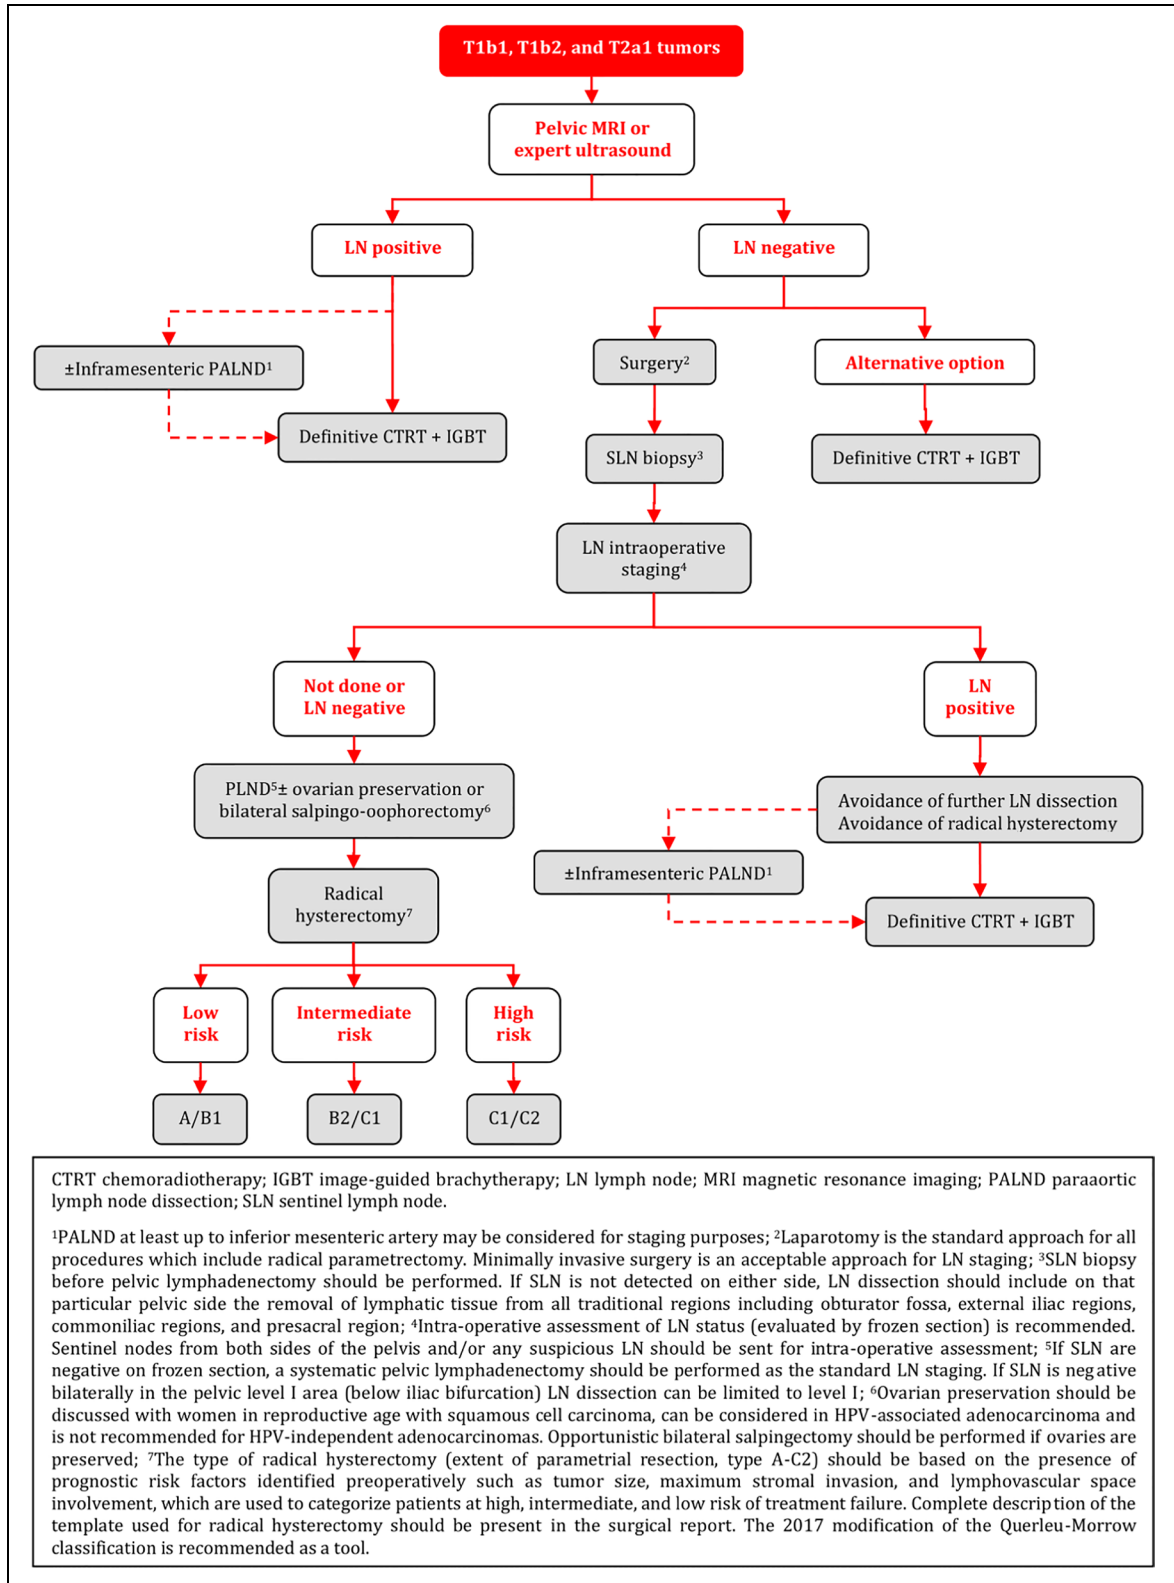 T1b1, T1b2, and T2a1 tumors
Pelvic MRI or
expert ultrasound
LN positive
LN negative
±Inframesenteric PALND¹
Surgery²
Alternative option
Definitive CTRT + IGBT
SLN biopsy³
Definitive CTRT + IGBT
LN intraoperative
staging⁴
Not done or
LN negative
LN
positive
PLND⁵± ovarian preservation or
bilateral salpingo-oophorectomy⁶
Avoidance of further LN dissection
Avoidance of radical hysterectomy
±Inframesenteric PALND¹
Radical
hysterectomy⁷
Definitive CTRT + IGBT
Low
risk
Intermediate
risk
High
risk
A/B1
B2/C1
C1/C2
CTRT chemoradiotherapy; IGBT image-guided brachytherapy; LN lymph node; MRI magnetic resonance imaging; PALND paraaortic
lymph node dissection; SLN sentinel lymph node.
¹PALND at least up to inferior mesenteric artery may be considered for staging purposes; ²Laparotomy is the standard approach for all
procedures which include radical parametrectomy. Minimally invasive surgery is an acceptable approach for LN staging; ³SLN biopsy
before pelvic lymphadenectomy should be performed. If SLN is not detected on either side, LN dissection should include on that
particular pelvic side the removal of lymphatic tissue from all traditional regions including obturator fossa, external iliac regions,
commoniliac regions, and presacral region; ⁴Intra-operative assessment of LN status (evaluated by frozen section) is recommended.
Sentinel nodes from both sides of the pelvis and/or any suspicious LN should be sent for intra-operative assessment; ⁵If SLN are
negative on frozen section, a systematic pelvic lymphadenectomy should be performed as the standard LN staging. If SLN is negative
bilaterally in the pelvic level I area (below iliac bifurcation) LN dissection can be limited to level I; ⁶Ovarian preservation should be
discussed with women in reproductive age with squamous cell carcinoma, can be considered in HPV-associated adenocarcinoma and
is not recommended for HPV-independent adenocarcinomas. Opportunistic bilateral salpingectomy should be performed if ovaries are
preserved; ⁷The type of radical hysterectomy (extent of parametrial resection, type A-C2) should be based on the presence of
prognostic risk factors identified preoperatively such as tumor size, maximum stromal invasion, and lymphovascular space
involvement, which are used to categorize patients at high, intermediate, and low risk of treatment failure. Complete description of the
template used for radical hysterectomy should be present in the surgical report. The 2017 modification of the Querleu-Morrow
classification is recommended as a tool.